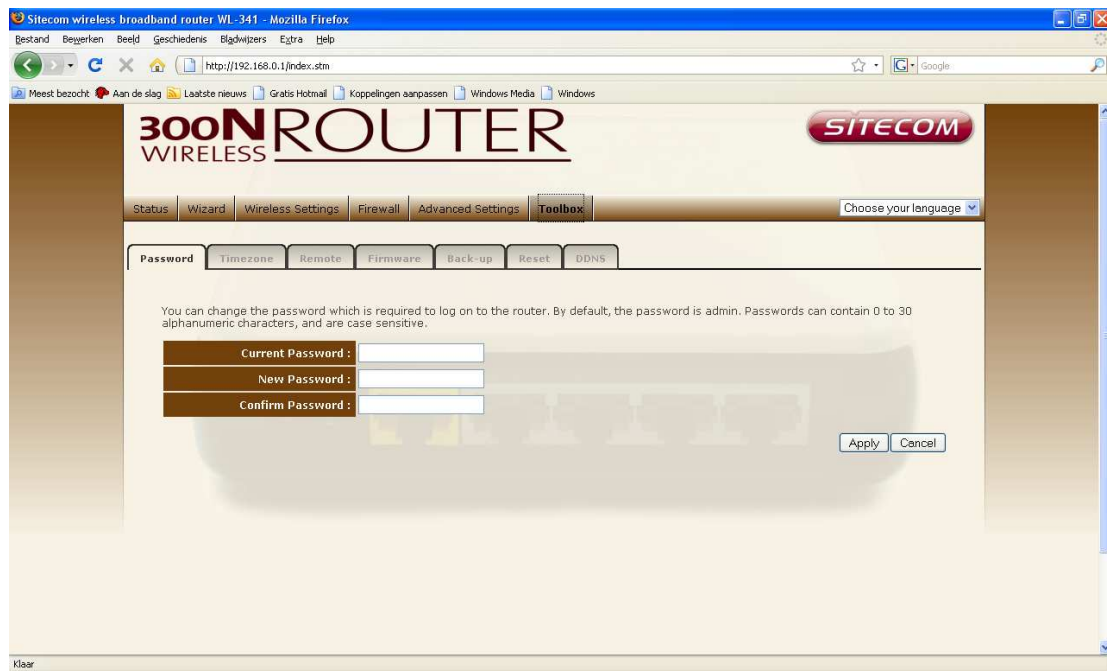 Sitecom wireless broadband router WL-341 - Mozilla Firefox
Bestand Bewerken Beeld Geschiedenis Bladwijzers Extra Help
http://192.168.0.1/index.stm
G Google
Meest bezocht Aan de slag Laatste nieuws Gratis Hotmail Koppelingen aanpassen Windows Media Windows
300N ROUTER
WIRELESS
SITECOM
Status Wizard Wireless Settings Firewall Advanced Settings Toolbox Choose your language
Password Timezone Remote Firmware Back-up Reset DDNS
You can change the password which is required to log on to the router. By default, the password is admin. Passwords can contain 0 to 30
alphanumeric characters, and are case sensitive.
Current Password :
New Password :
Confirm Password :
Apply Cancel
Klaar